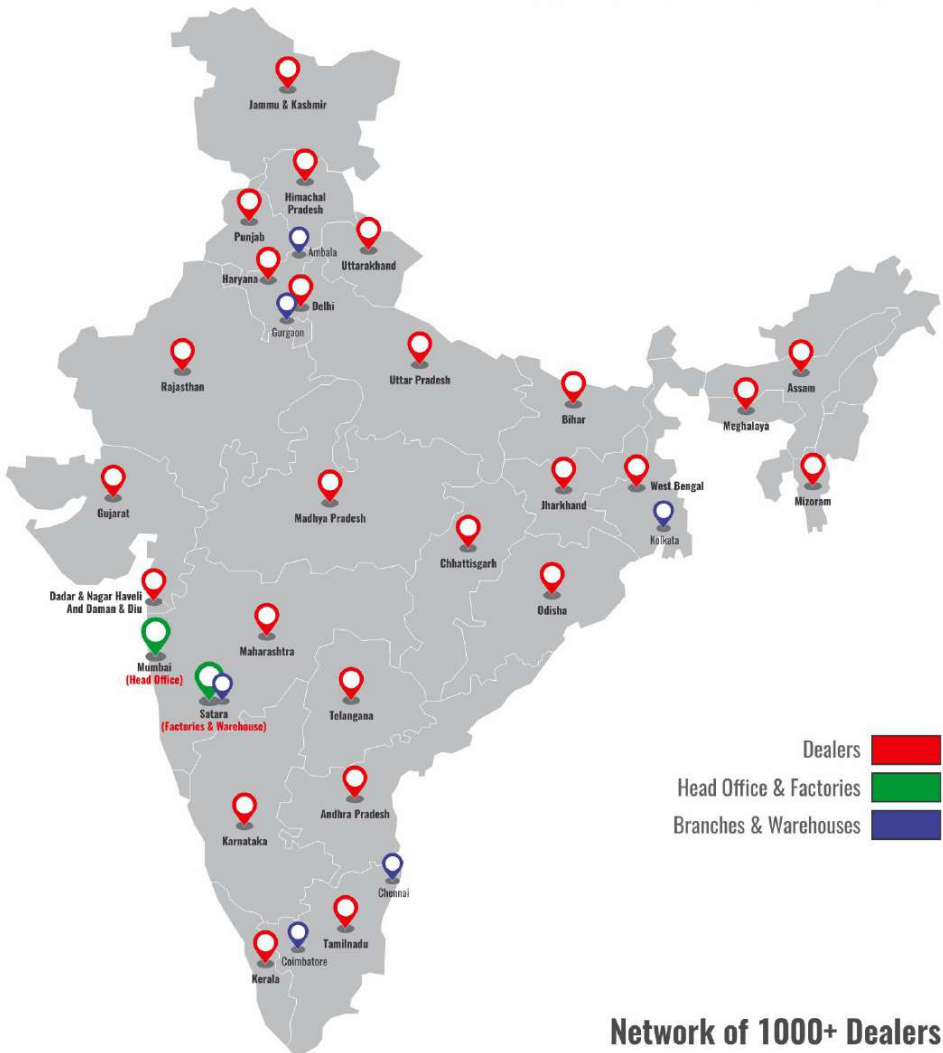 Jammu & Kashmir
Himachal
Pradesh
Punjab
Ambala
Uttarakhand
Haryana
Delhi
Gurgaon
Rajasthan
Uttar Pradesh
Bihar
Assam
Meghalaya
Gujarat
Madhya Pradesh
Jharkhand
West Bengal
Mizoram
Kolkata
Chhattisgarh
Dadar & Nagar Haveli
And Daman & Diu
Odisha
Maharashtra
Mumbai
(Head Office)
Satara
(Factories & Warehouse)
Telangana
Dealers
Head Office & Factories
Branches & Warehouses
Andhra Pradesh
Karnataka
Chennai
Tamilnadu
Coimbatore
Kerala
Network of 1000+ Dealers